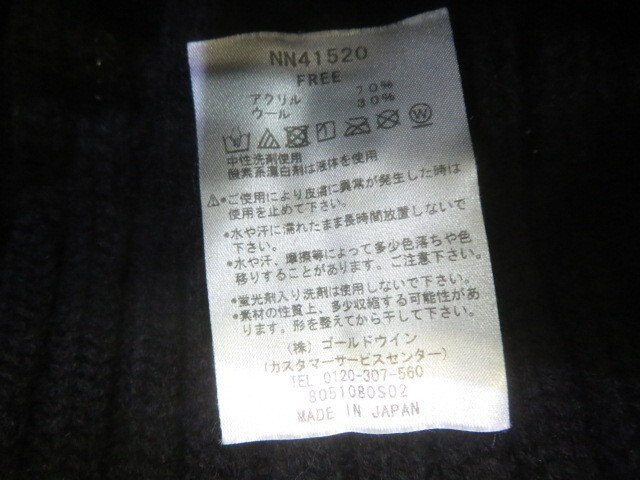 NN41520
FREE
アクリル 70%
ウール 30%
W
中性洗剤使用
酸素系漂白剤は液体を使用
⚠*ご使用により皮膚に異常が発生した時は
使用を止めて下さい。
*水や汗に濡れたまま長時間放置しないで
下さい。
*水や汗、摩擦等によって多少色落ちや色
移りすることがあります。ご注意下さい。
*蛍光剤入り洗剤は使用しないで下さい。
*素材の性質上、多少収縮する可能性があ
ります。形を整えてから干して下さい。
(株) ゴールドウイン
(カスタマーサービスセンター)
TEL 0120-307-560
8051080S02
MADE IN JAPAN